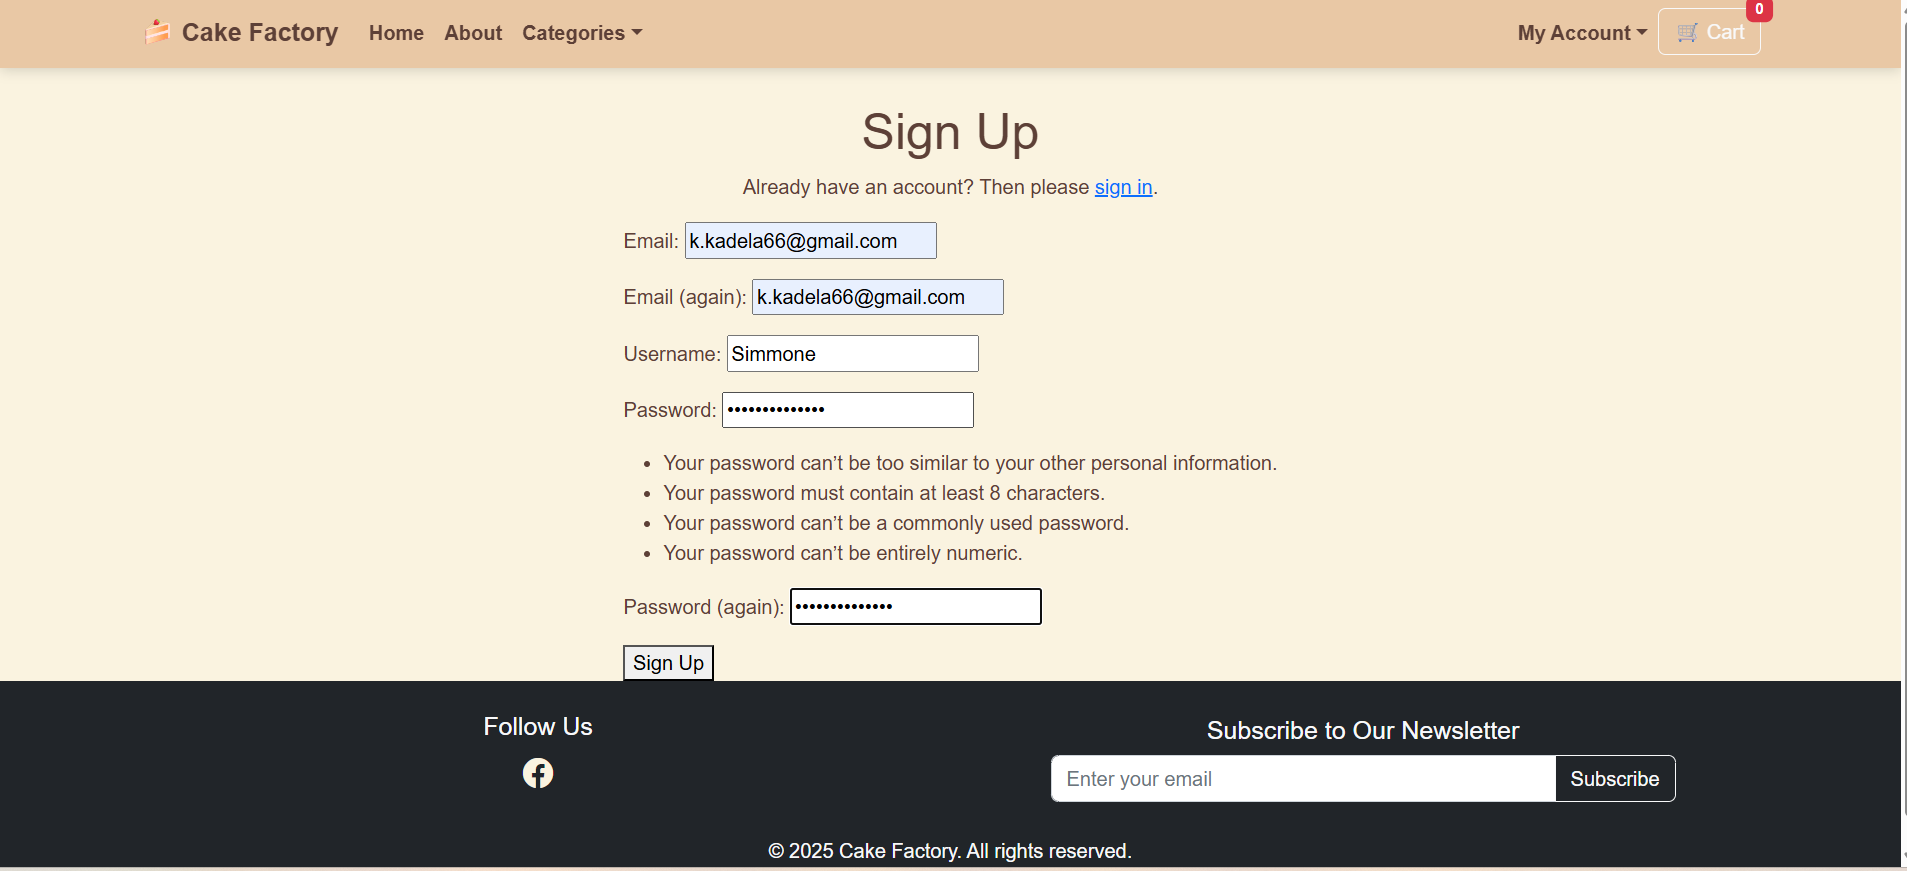 Cake Factory Home About Categories My Account Cart 0
Sign Up
Already have an account? Then please sign in.
Email: k.kadela66@gmail.com
Email (again): k.kadela66@gmail.com
Username: Simmone
Password: ••••••••••••••
• Your password can’t be too similar to your other personal information.
• Your password must contain at least 8 characters.
• Your password can’t be a commonly used password.
• Your password can’t be entirely numeric.
Password (again): ••••••••••••••
Sign Up
Follow Us
Subscribe to Our Newsletter
Enter your email Subscribe
© 2025 Cake Factory. All rights reserved.